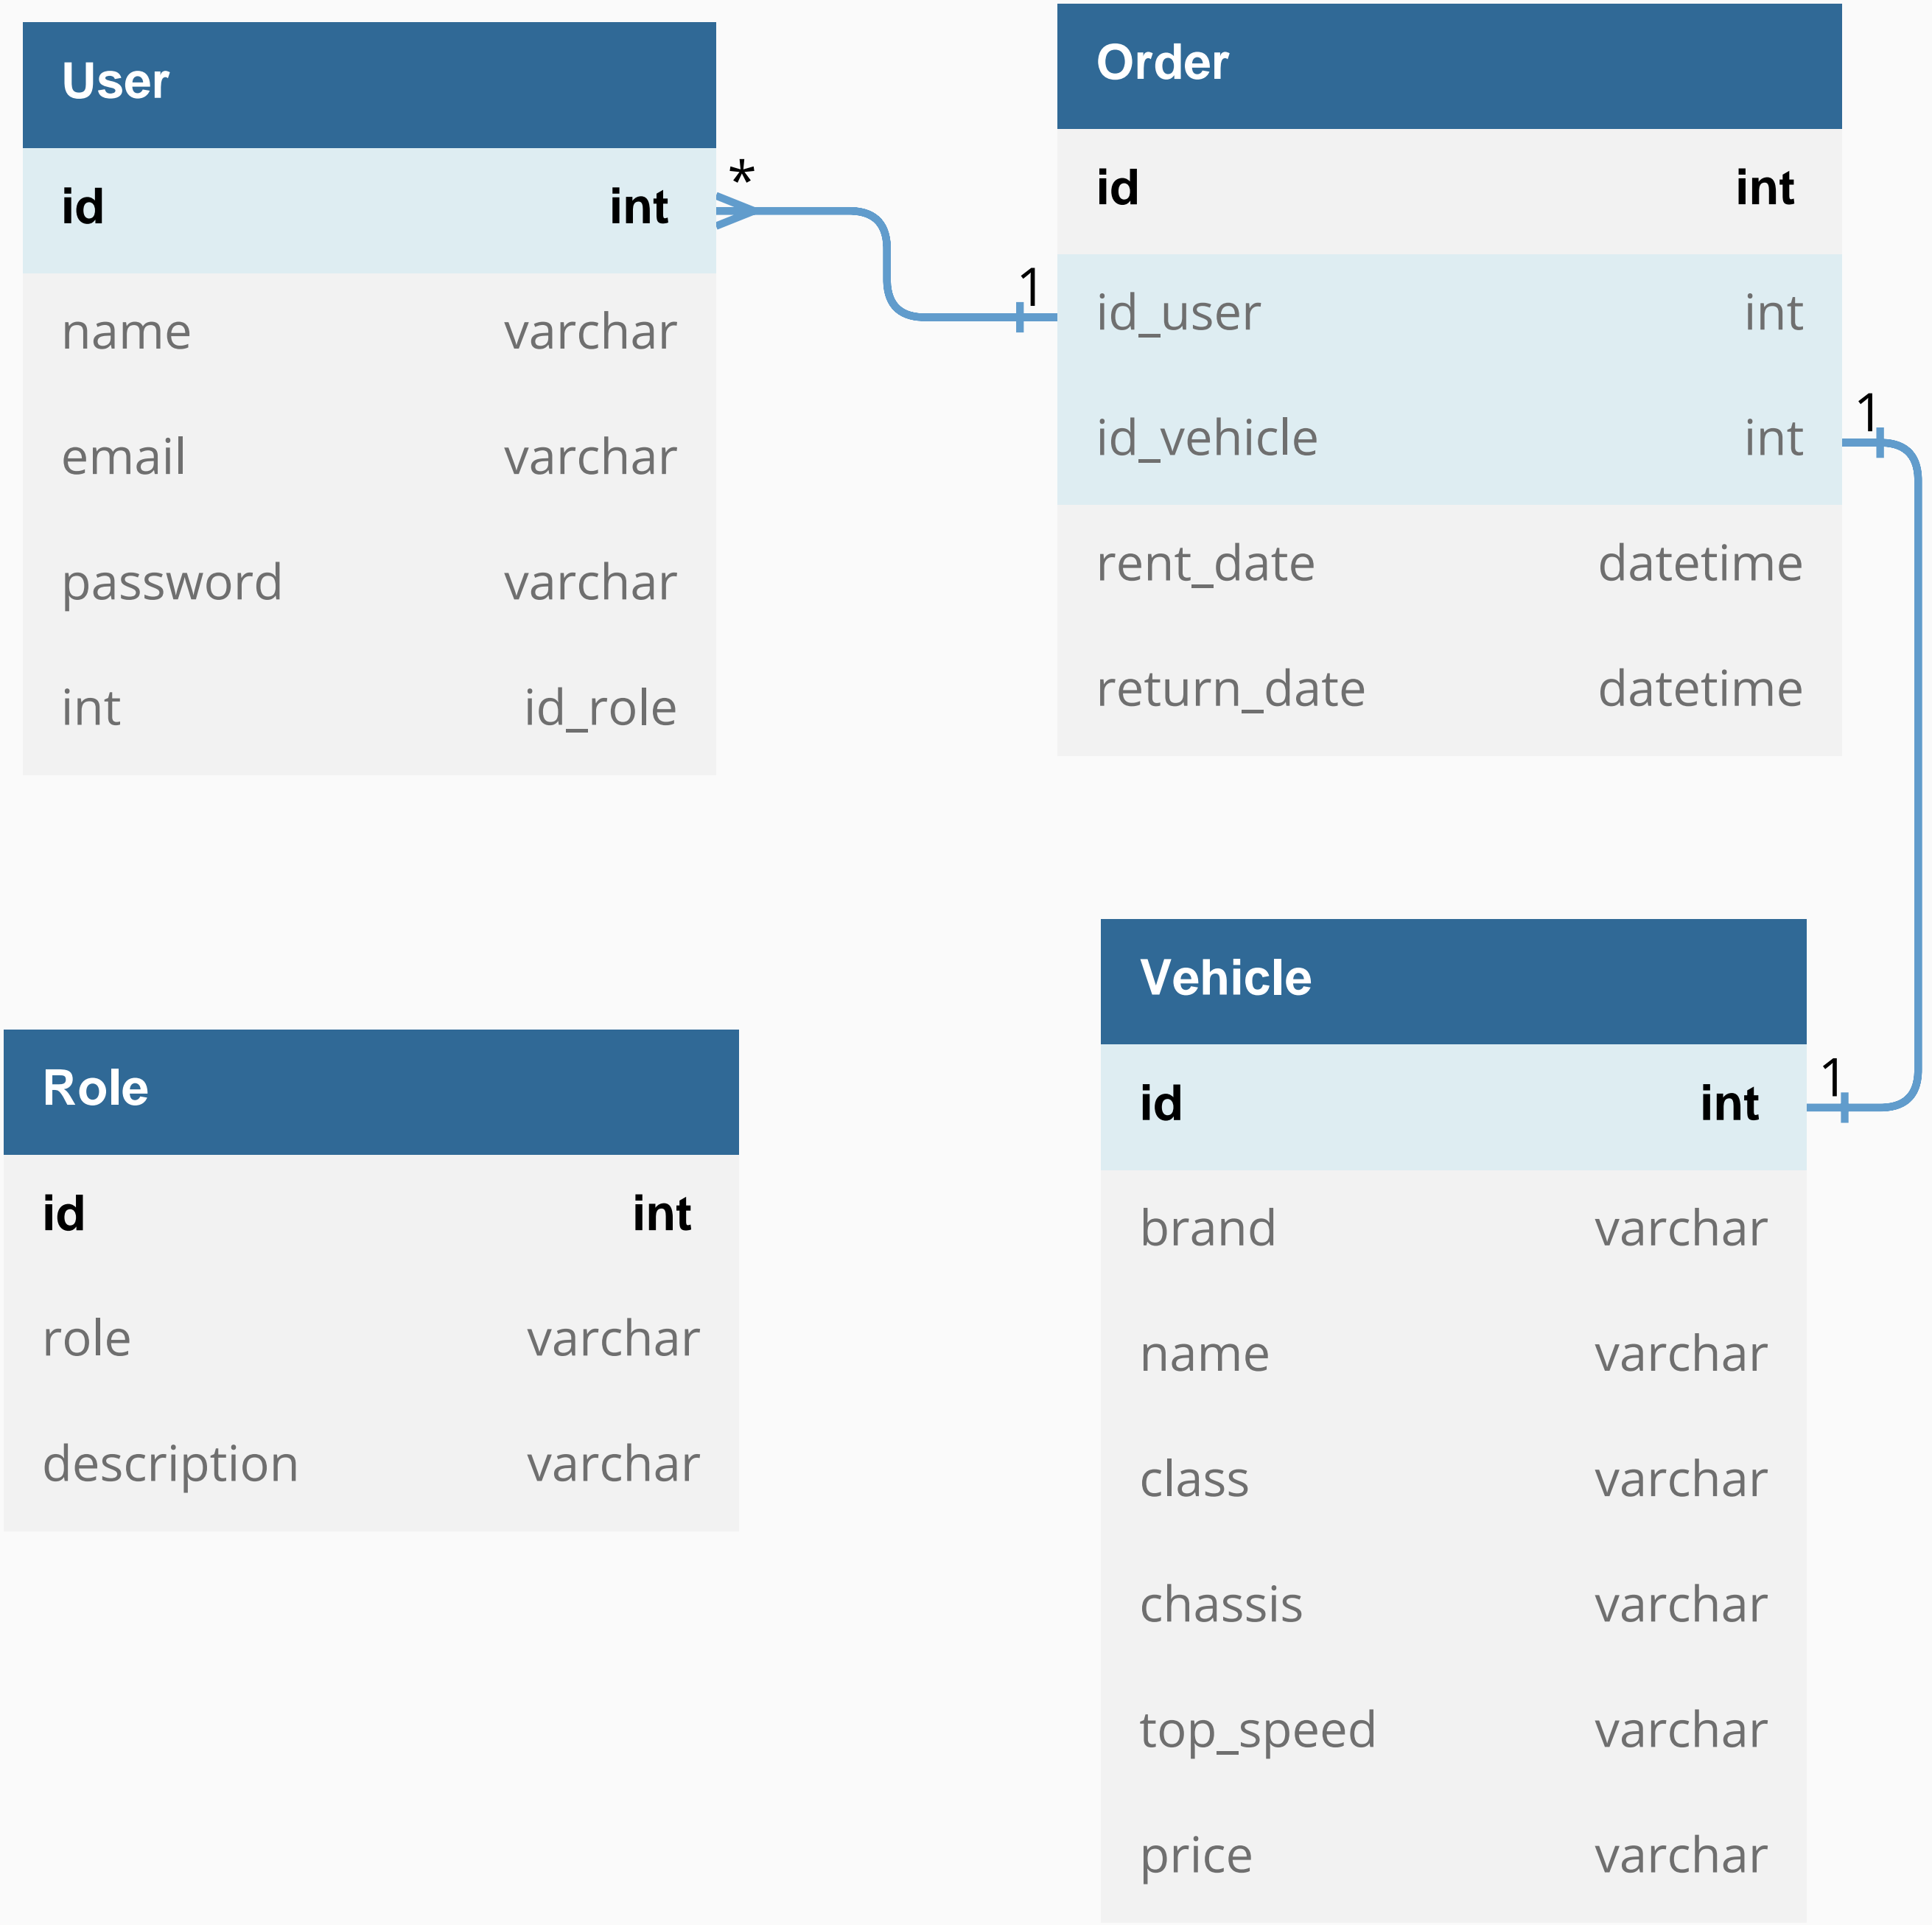 User
id int
name varchar
email varchar
password varchar
int id_role
*
1
Order
id int
id_user int
id_vehicle int
rent_date datetime
return_date datetime
1
Role
id int
role varchar
description varchar
Vehicle
id int
brand varchar
name varchar
class varchar
chassis varchar
top_speed varchar
price varchar
1